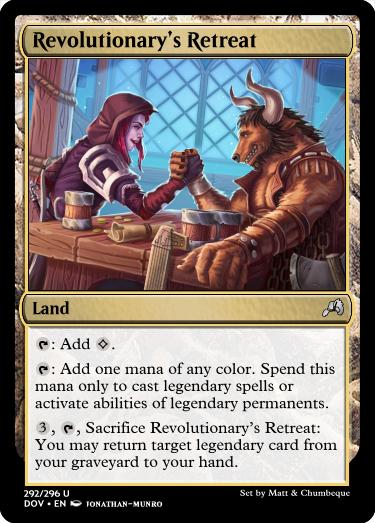 Revolutionary's Retreat
Land
: Add .
: Add one mana of any color. Spend this
mana only to cast legendary spells or
activate abilities of legendary permanents.
3, , Sacrifice Revolutionary's Retreat:
You may return target legendary card from
your graveyard to your hand.
292/296 U
Set by Matt & Chumbeque
DOV • EN JONATHAN-MUNRO